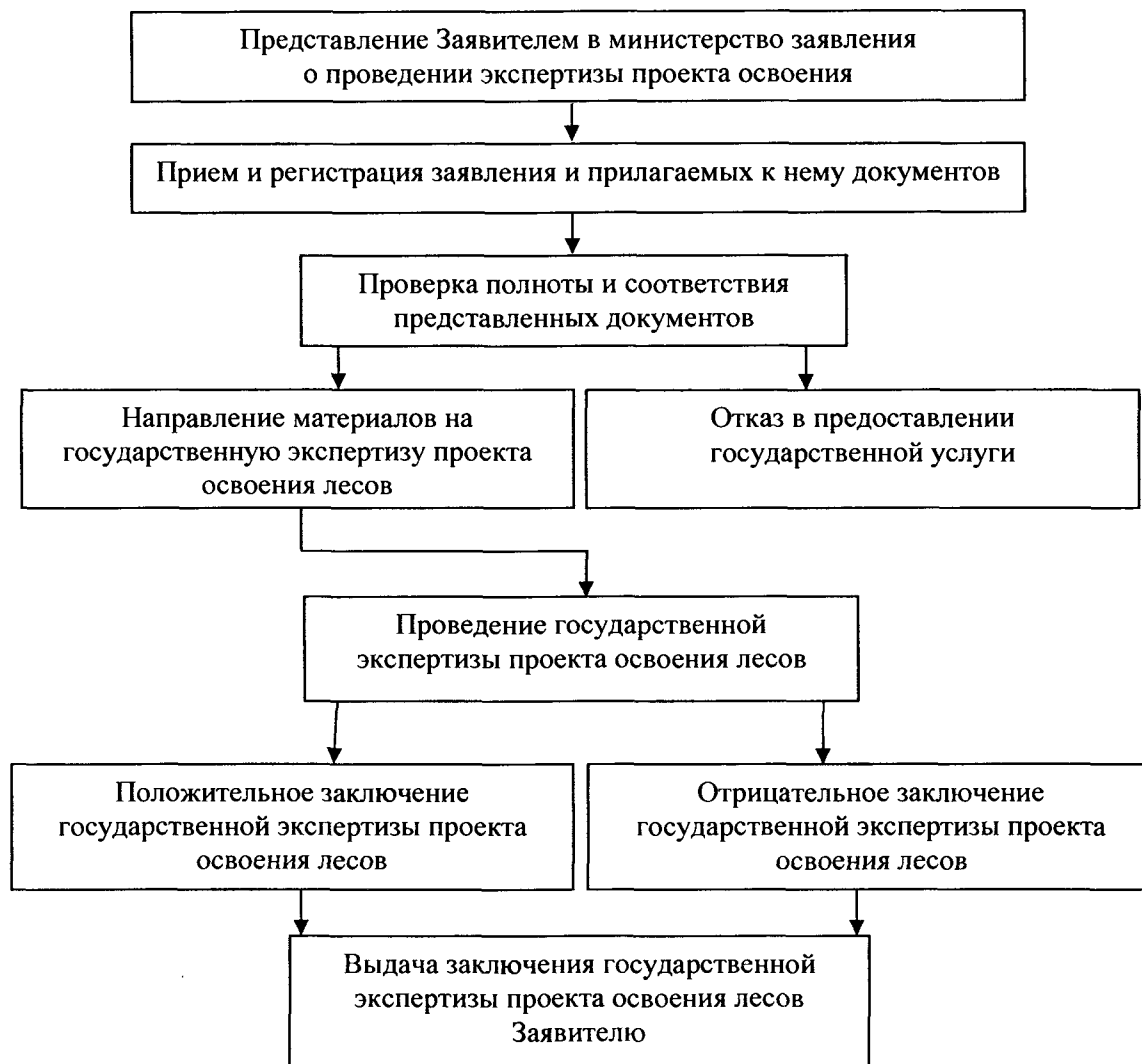 Представление Заявителем в министерство заявления
о проведении экспертизы проекта освоения
Прием и регистрация заявления и прилагаемых к нему документов
Проверка полноты и соответствия
представленных документов
Направление материалов на
государственную экспертизу проекта
освоения лесов
Отказ в предоставлении
государственной услуги
Проведение государственной
экспертизы проекта освоения лесов
Положительное заключение
государственной экспертизы проекта
освоения лесов
Отрицательное заключение
государственной экспертизы проекта
освоения лесов
Выдача заключения государственной
экспертизы проекта освоения лесов
Заявителю